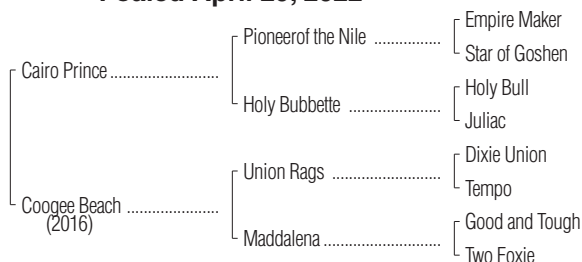 Pioneerof the Nile
Empire Maker
Star of Goshen
Cairo Prince
Holy Bubbette
Holy Bull
Juliac
Union Rags
Dixie Union
Tempo
Coogee Beach
(2016)
Maddalena
Good and Tough
Two Foxie